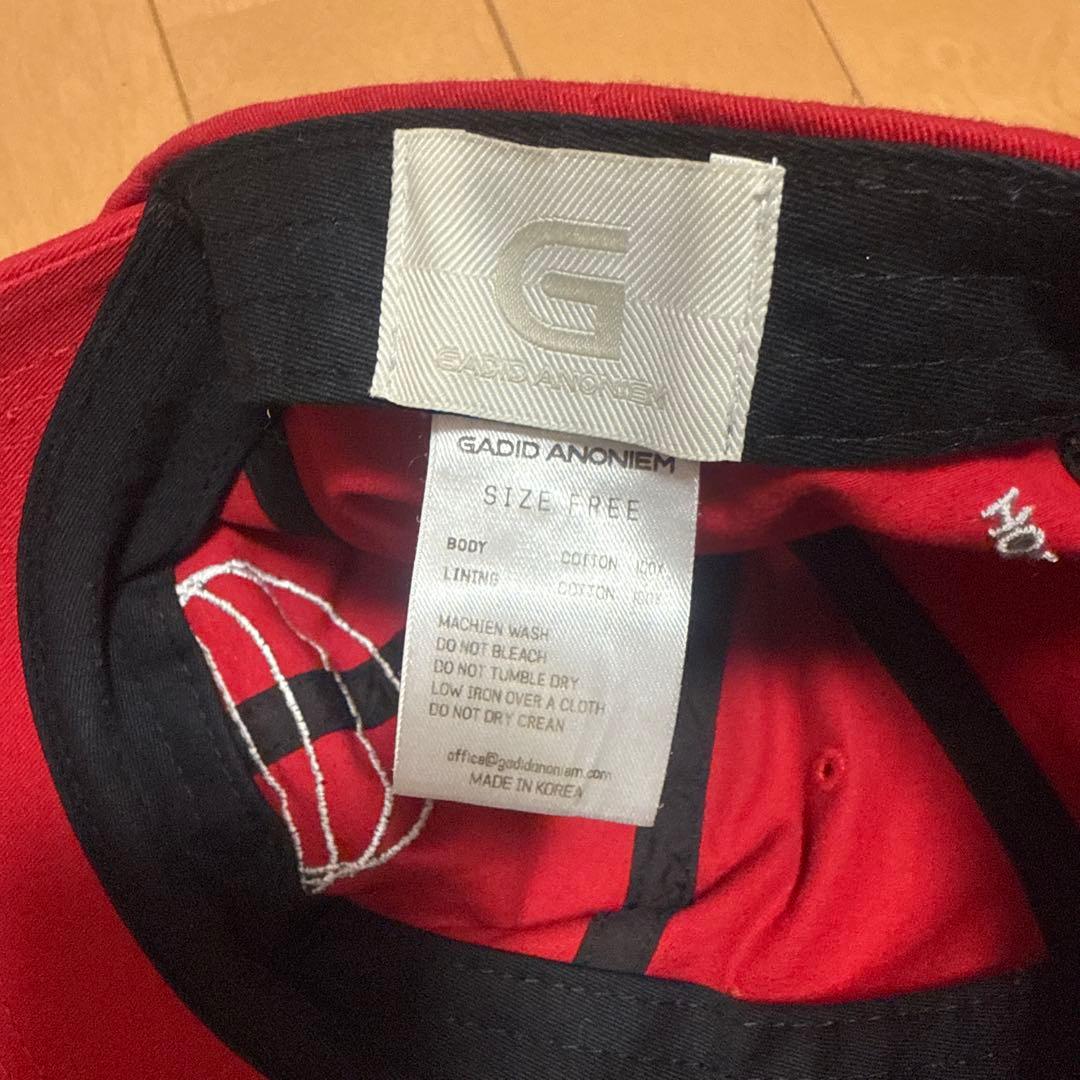 G
GADID ANONIEM
GADID ANONIEM
SIZE FREE
BODY COTTON 100%
LINING COTTON 100%
MACHIEN WASH
DO NOT BLEACH
DO NOT TUMBLE DRY
LOW IRON OVER A CLOTH
DO NOT DRY CREAN
office@gadidanoniem.com
MADE IN KOREA